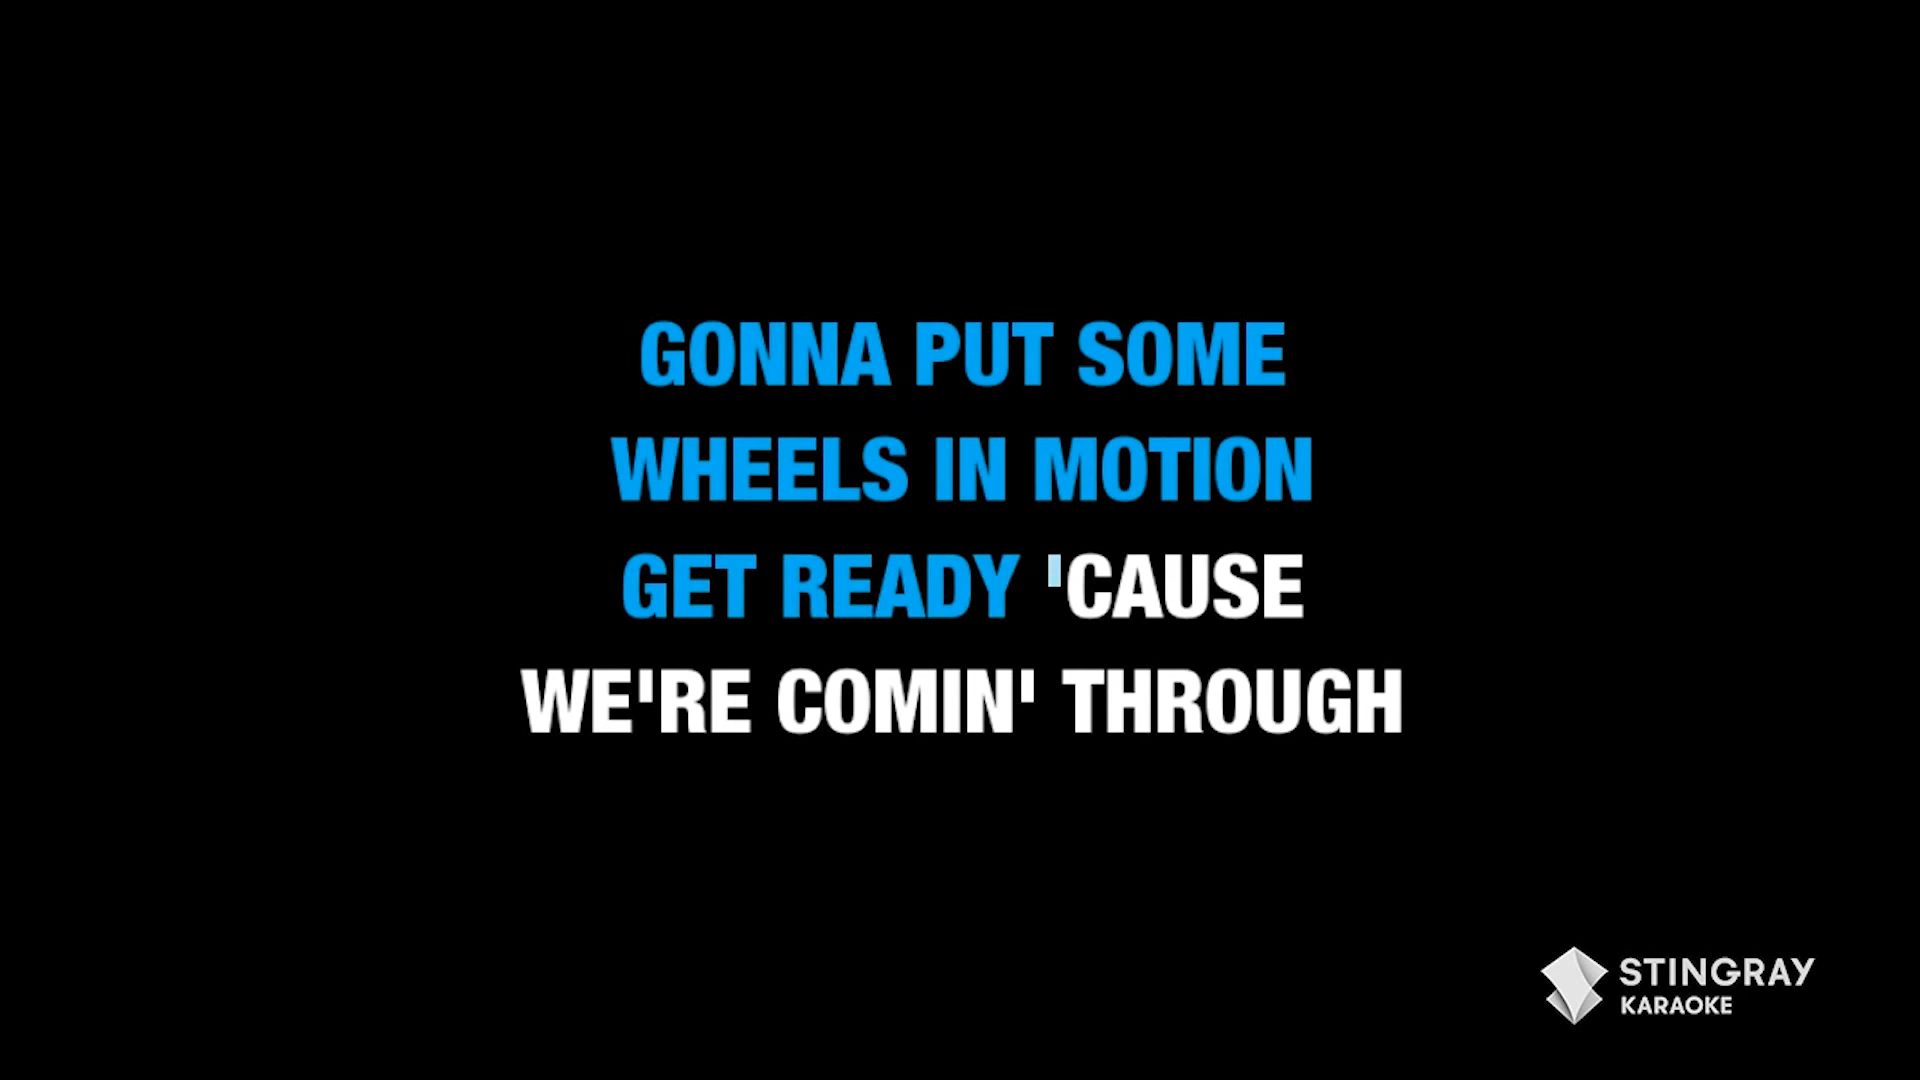 GONNA PUT SOME
WHEELS IN MOTION
GET READY 'CAUSE
WE'RE COMIN' THROUGH
STINGRAY
KARAOKE